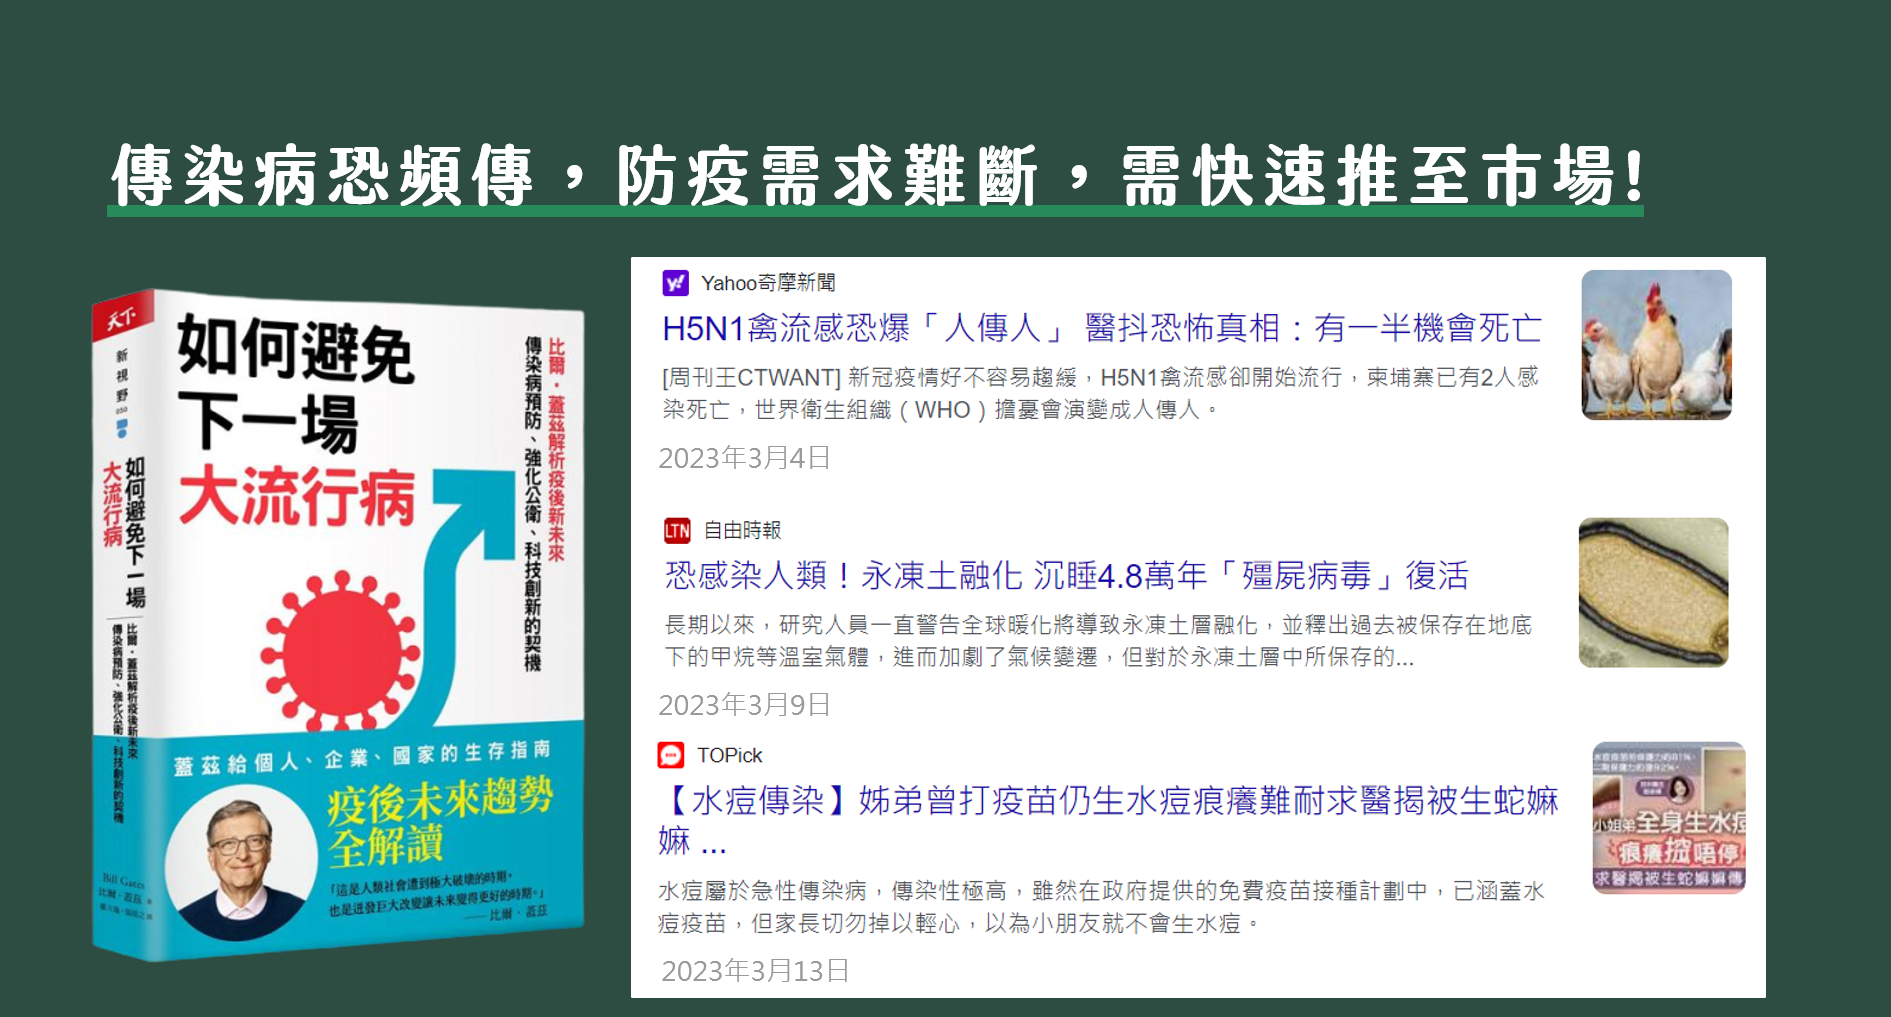 傳染病恐頻傳，防疫需求難斷，需快速推至市場!
天下
新視野
050
如何避免下一場
大流行病
比爾．蓋茲解析疫後新未來
傳染病預防、強化公衛、科技創新的契機
Bill Gates
比爾．蓋茲 著
如何避免
下一場
大流行病
比爾．蓋茲解析疫後新未來
傳染病預防、強化公衛、科技創新的契機
蓋茲給個人、企業、國家的生存指南
疫後未來趨勢
全解讀
「這是人類社會遭到極大破壞的時期，
也是迸發巨大改變讓未來變得更好的時期。」
——比爾．蓋茲
y!
Yahoo奇摩新聞
H5N1禽流感恐爆「人傳人」 醫抖恐怖真相：有一半機會死亡
[周刊王CTWANT] 新冠疫情好不容易趨緩，H5N1禽流感卻開始流行，柬埔寨已有2人感
染死亡，世界衛生組織（WHO）擔憂會演變成人傳人。
2023年3月4日
LTN
自由時報
恐感染人類！永凍土融化 沉睡4.8萬年「殭屍病毒」復活
長期以來，研究人員一直警告全球暖化將導致永凍土層融化，並釋出過去被保存在地底
下的甲烷等溫室氣體，進而加劇了氣候變遷，但對於永凍土層中所保存的...
2023年3月9日
TOPick
【水痘傳染】姊弟曾打疫苗仍生水痘痕癢難耐求醫揭被生蛇嫲
嫲 ...
水痘屬於急性傳染病，傳染性極高，雖然在政府提供的免費疫苗接種計劃中，已涵蓋水
痘疫苗，但家長切勿掉以輕心，以為小朋友就不會生水痘。
2023年3月13日
小姐弟全身生水痘
痕癢㨢唔停
求醫揭被生蛇嫲嫲傳